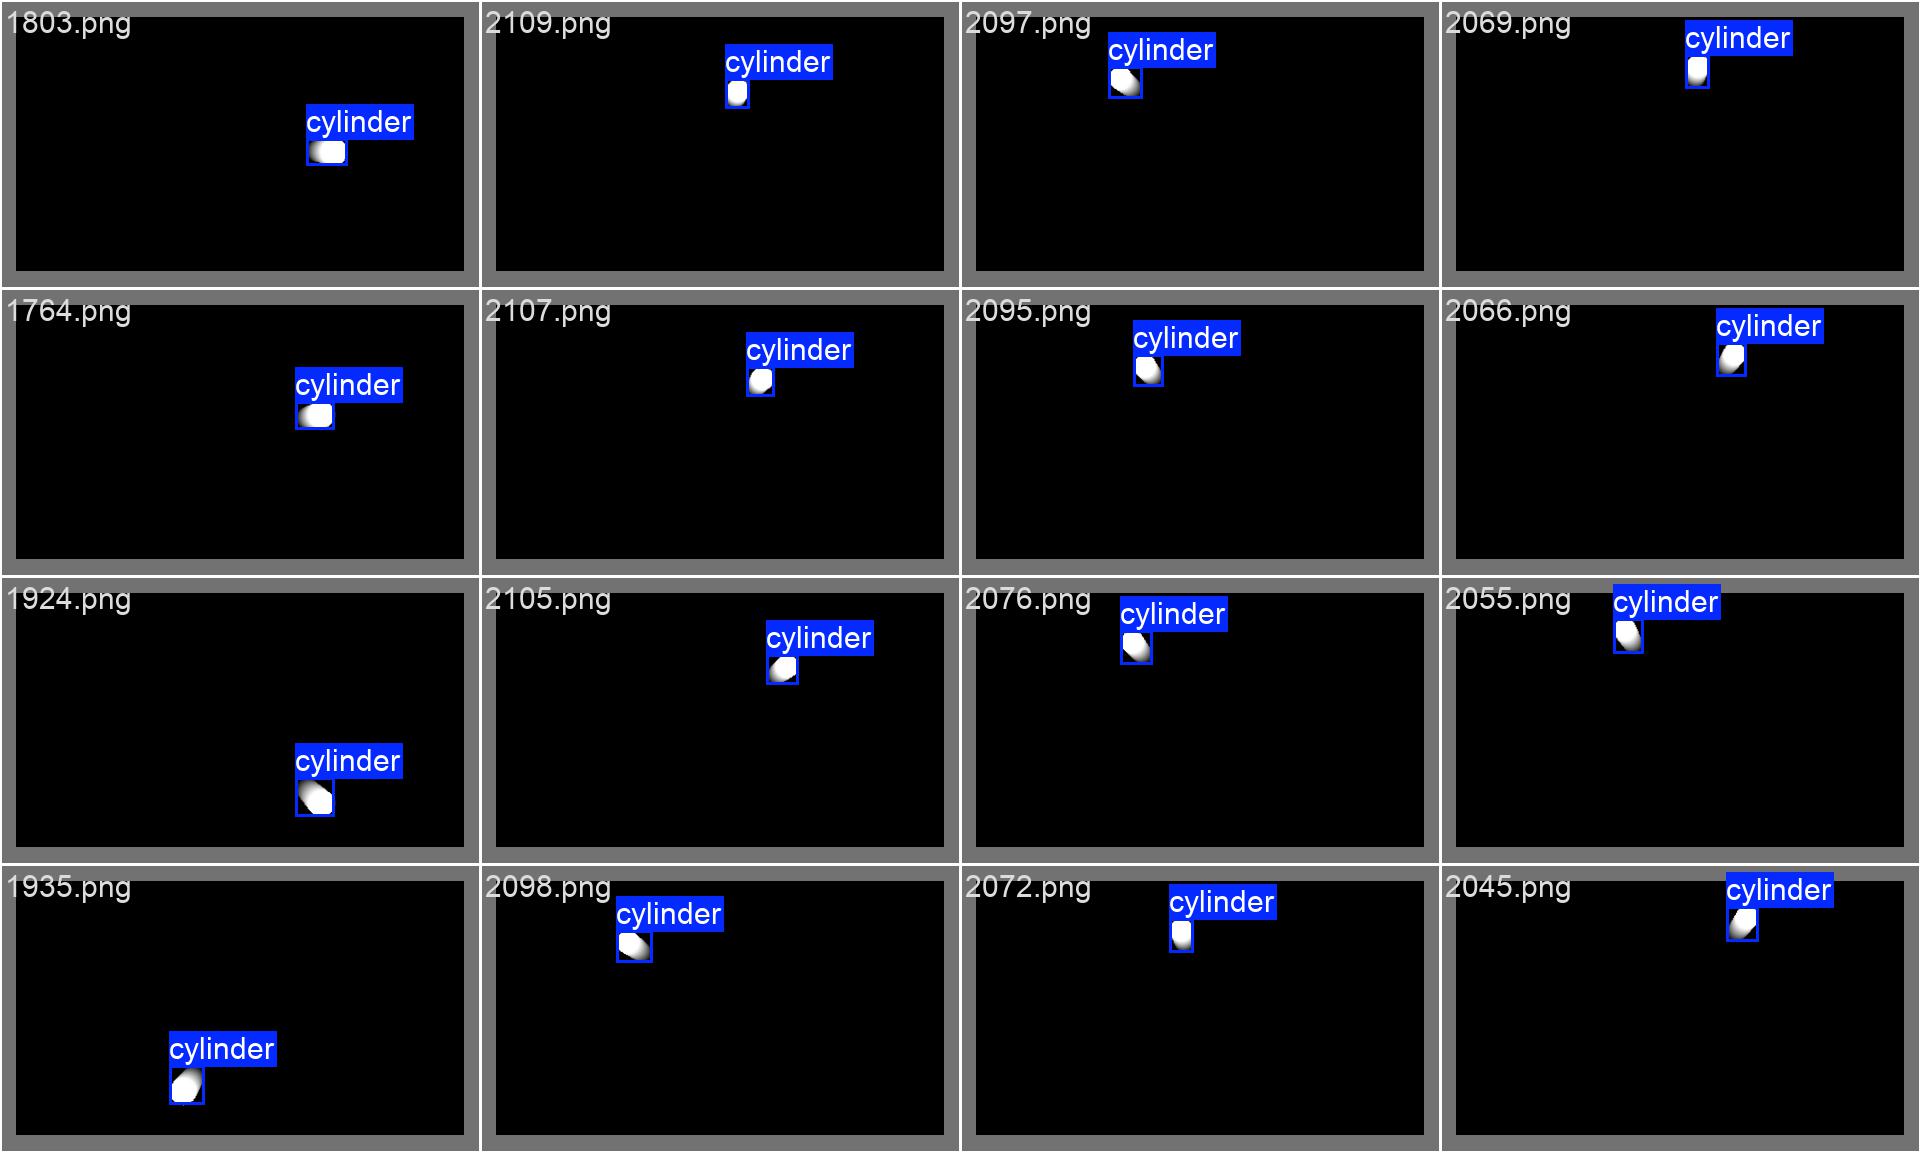 1803.png
cylinder
2109.png
cylinder
2097.png
cylinder
2069.png
cylinder
1764.png
cylinder
2107.png
cylinder
2095.png
cylinder
2066.png
cylinder
1924.png
cylinder
2105.png
cylinder
2076.png
cylinder
2055.png
cylinder
1935.png
cylinder
2098.png
cylinder
2072.png
cylinder
2045.png
cylinder